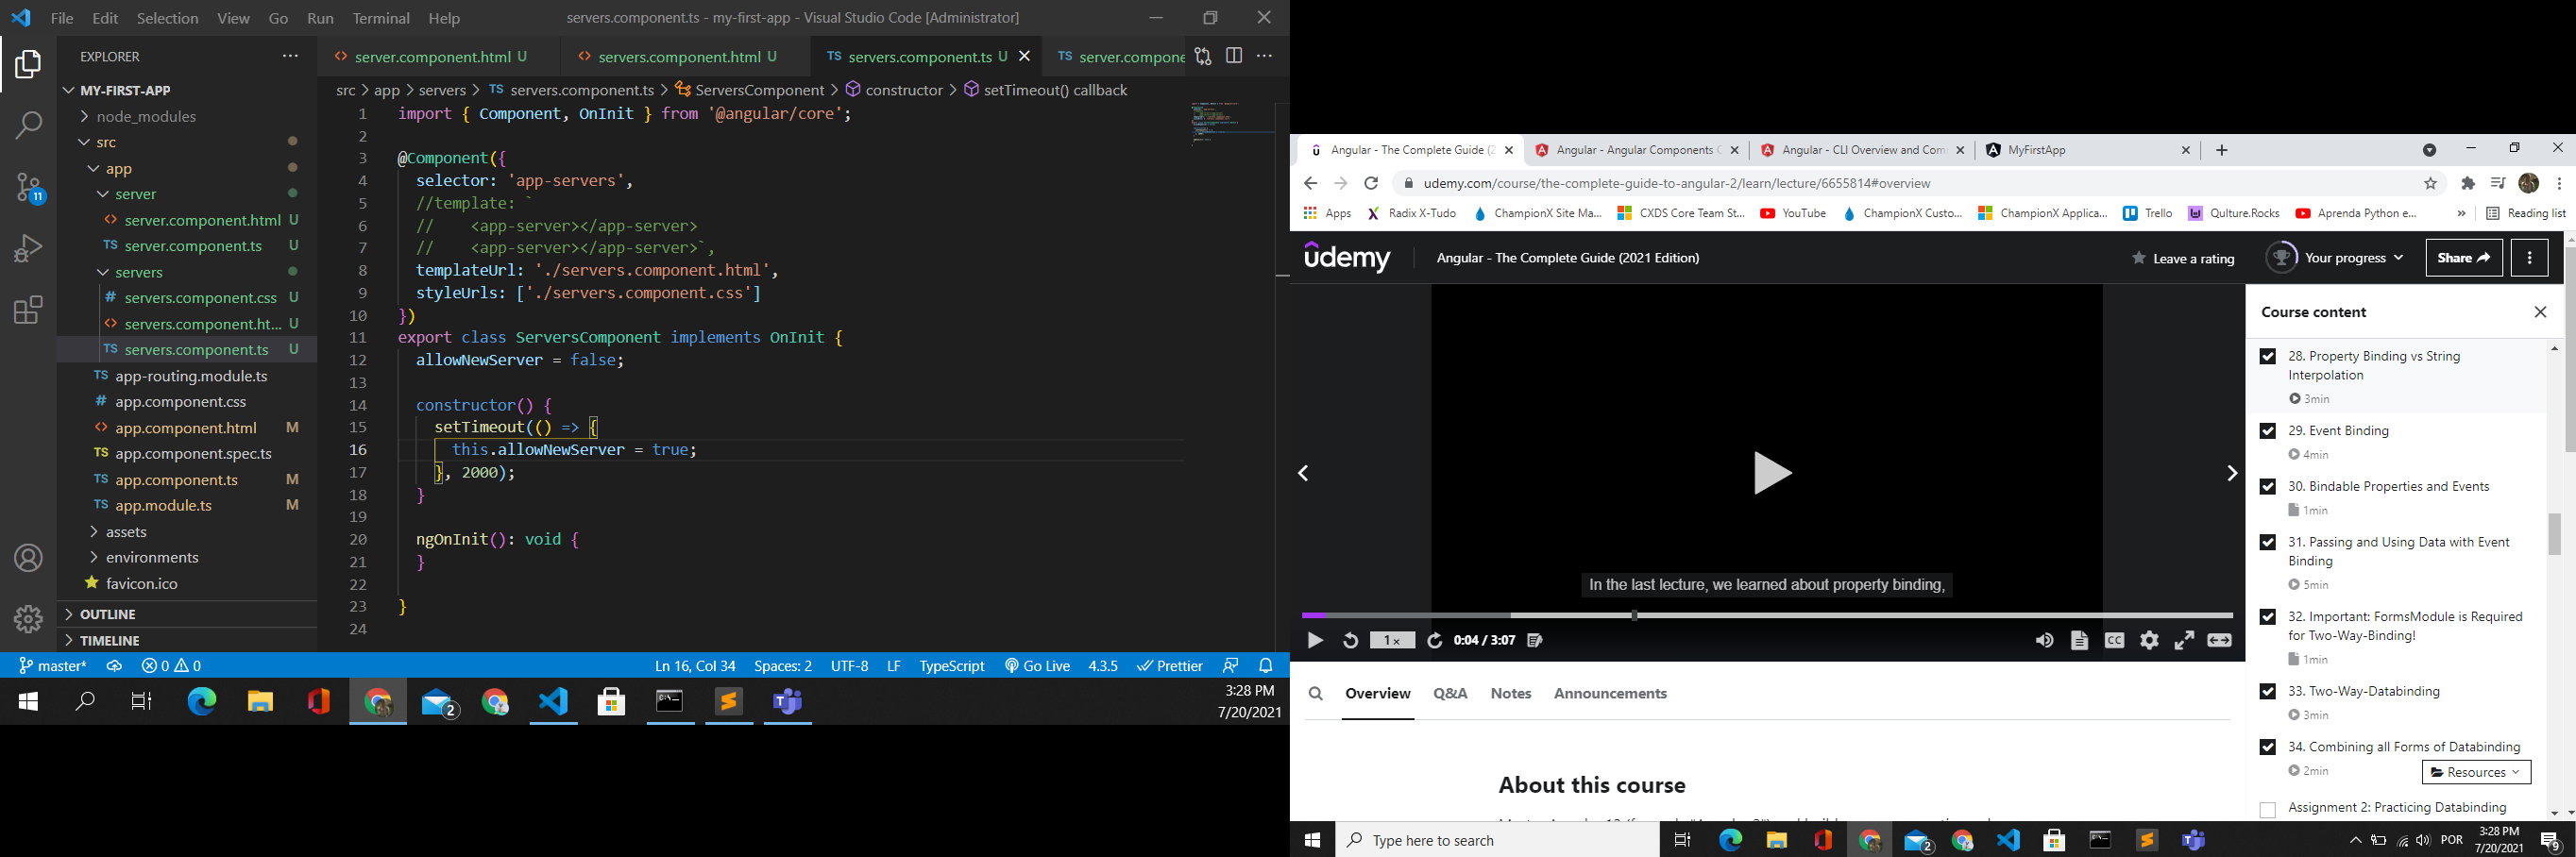 File Edit Selection View Go Run Terminal Help
servers.component.ts - my-first-app - Visual Studio Code [Administrator]
EXPLORER
MY-FIRST-APP
node_modules
src
app
server
server.component.html U
TS server.component.ts U
servers
# servers.component.css U
servers.component.ht... U
TS servers.component.ts U
TS app-routing.module.ts
# app.component.css
app.component.html M
TS app.component.spec.ts
TS app.component.ts M
TS app.module.ts M
assets
environments
favicon.ico
OUTLINE
TIMELINE
11
server.component.html U
servers.component.html U
TS servers.component.ts U
TS server.compone
src > app > servers > TS servers.component.ts > ServersComponent > constructor > setTimeout() callback
1 import { Component, OnInit } from '@angular/core';
2
3 @Component({
4 selector: 'app-servers',
5 //template: `
6 // <app-server></app-server>
7 // <app-server></app-server>`,
8 templateUrl: './servers.component.html',
9 styleUrls: ['./servers.component.css']
10 })
11 export class ServersComponent implements OnInit {
12 allowNewServer = false;
13
14 constructor() {
15 setTimeout(() => {
16 this.allowNewServer = true;
17 }, 2000);
18 }
19
20 ngOnInit(): void {
21 }
22
23 }
24
master* 0 0 Ln 16, Col 34 Spaces: 2 UTF-8 LF TypeScript Go Live 4.3.5 Prettier
2
3:28 PM
7/20/2021
Angular - The Complete Guide (2
Angular - Angular Components
Angular - CLI Overview and Com
MyFirstApp
udemy.com/course/the-complete-guide-to-angular-2/learn/lecture/6655814#overview
Apps Radix X-Tudo ChampionX Site Ma... CXDS Core Team St... YouTube ChampionX Custo... ChampionX Applica... Trello Qulture.Rocks Aprenda Python e... » Reading list
udemy
Angular - The Complete Guide (2021 Edition)
Leave a rating
Your progress
Share
In the last lecture, we learned about property binding,
1x
0:04 / 3:07
CC
Course content
28. Property Binding vs String
Interpolation
3min
29. Event Binding
4min
30. Bindable Properties and Events
1min
31. Passing and Using Data with Event
Binding
5min
32. Important: FormsModule is Required
for Two-Way-Binding!
1min
33. Two-Way-Databinding
3min
34. Combining all Forms of Databinding
2min
Resources
Assignment 2: Practicing Databinding
Overview Q&A Notes Announcements
About this course
Type here to search
2
POR
3:28 PM
7/20/2021
9